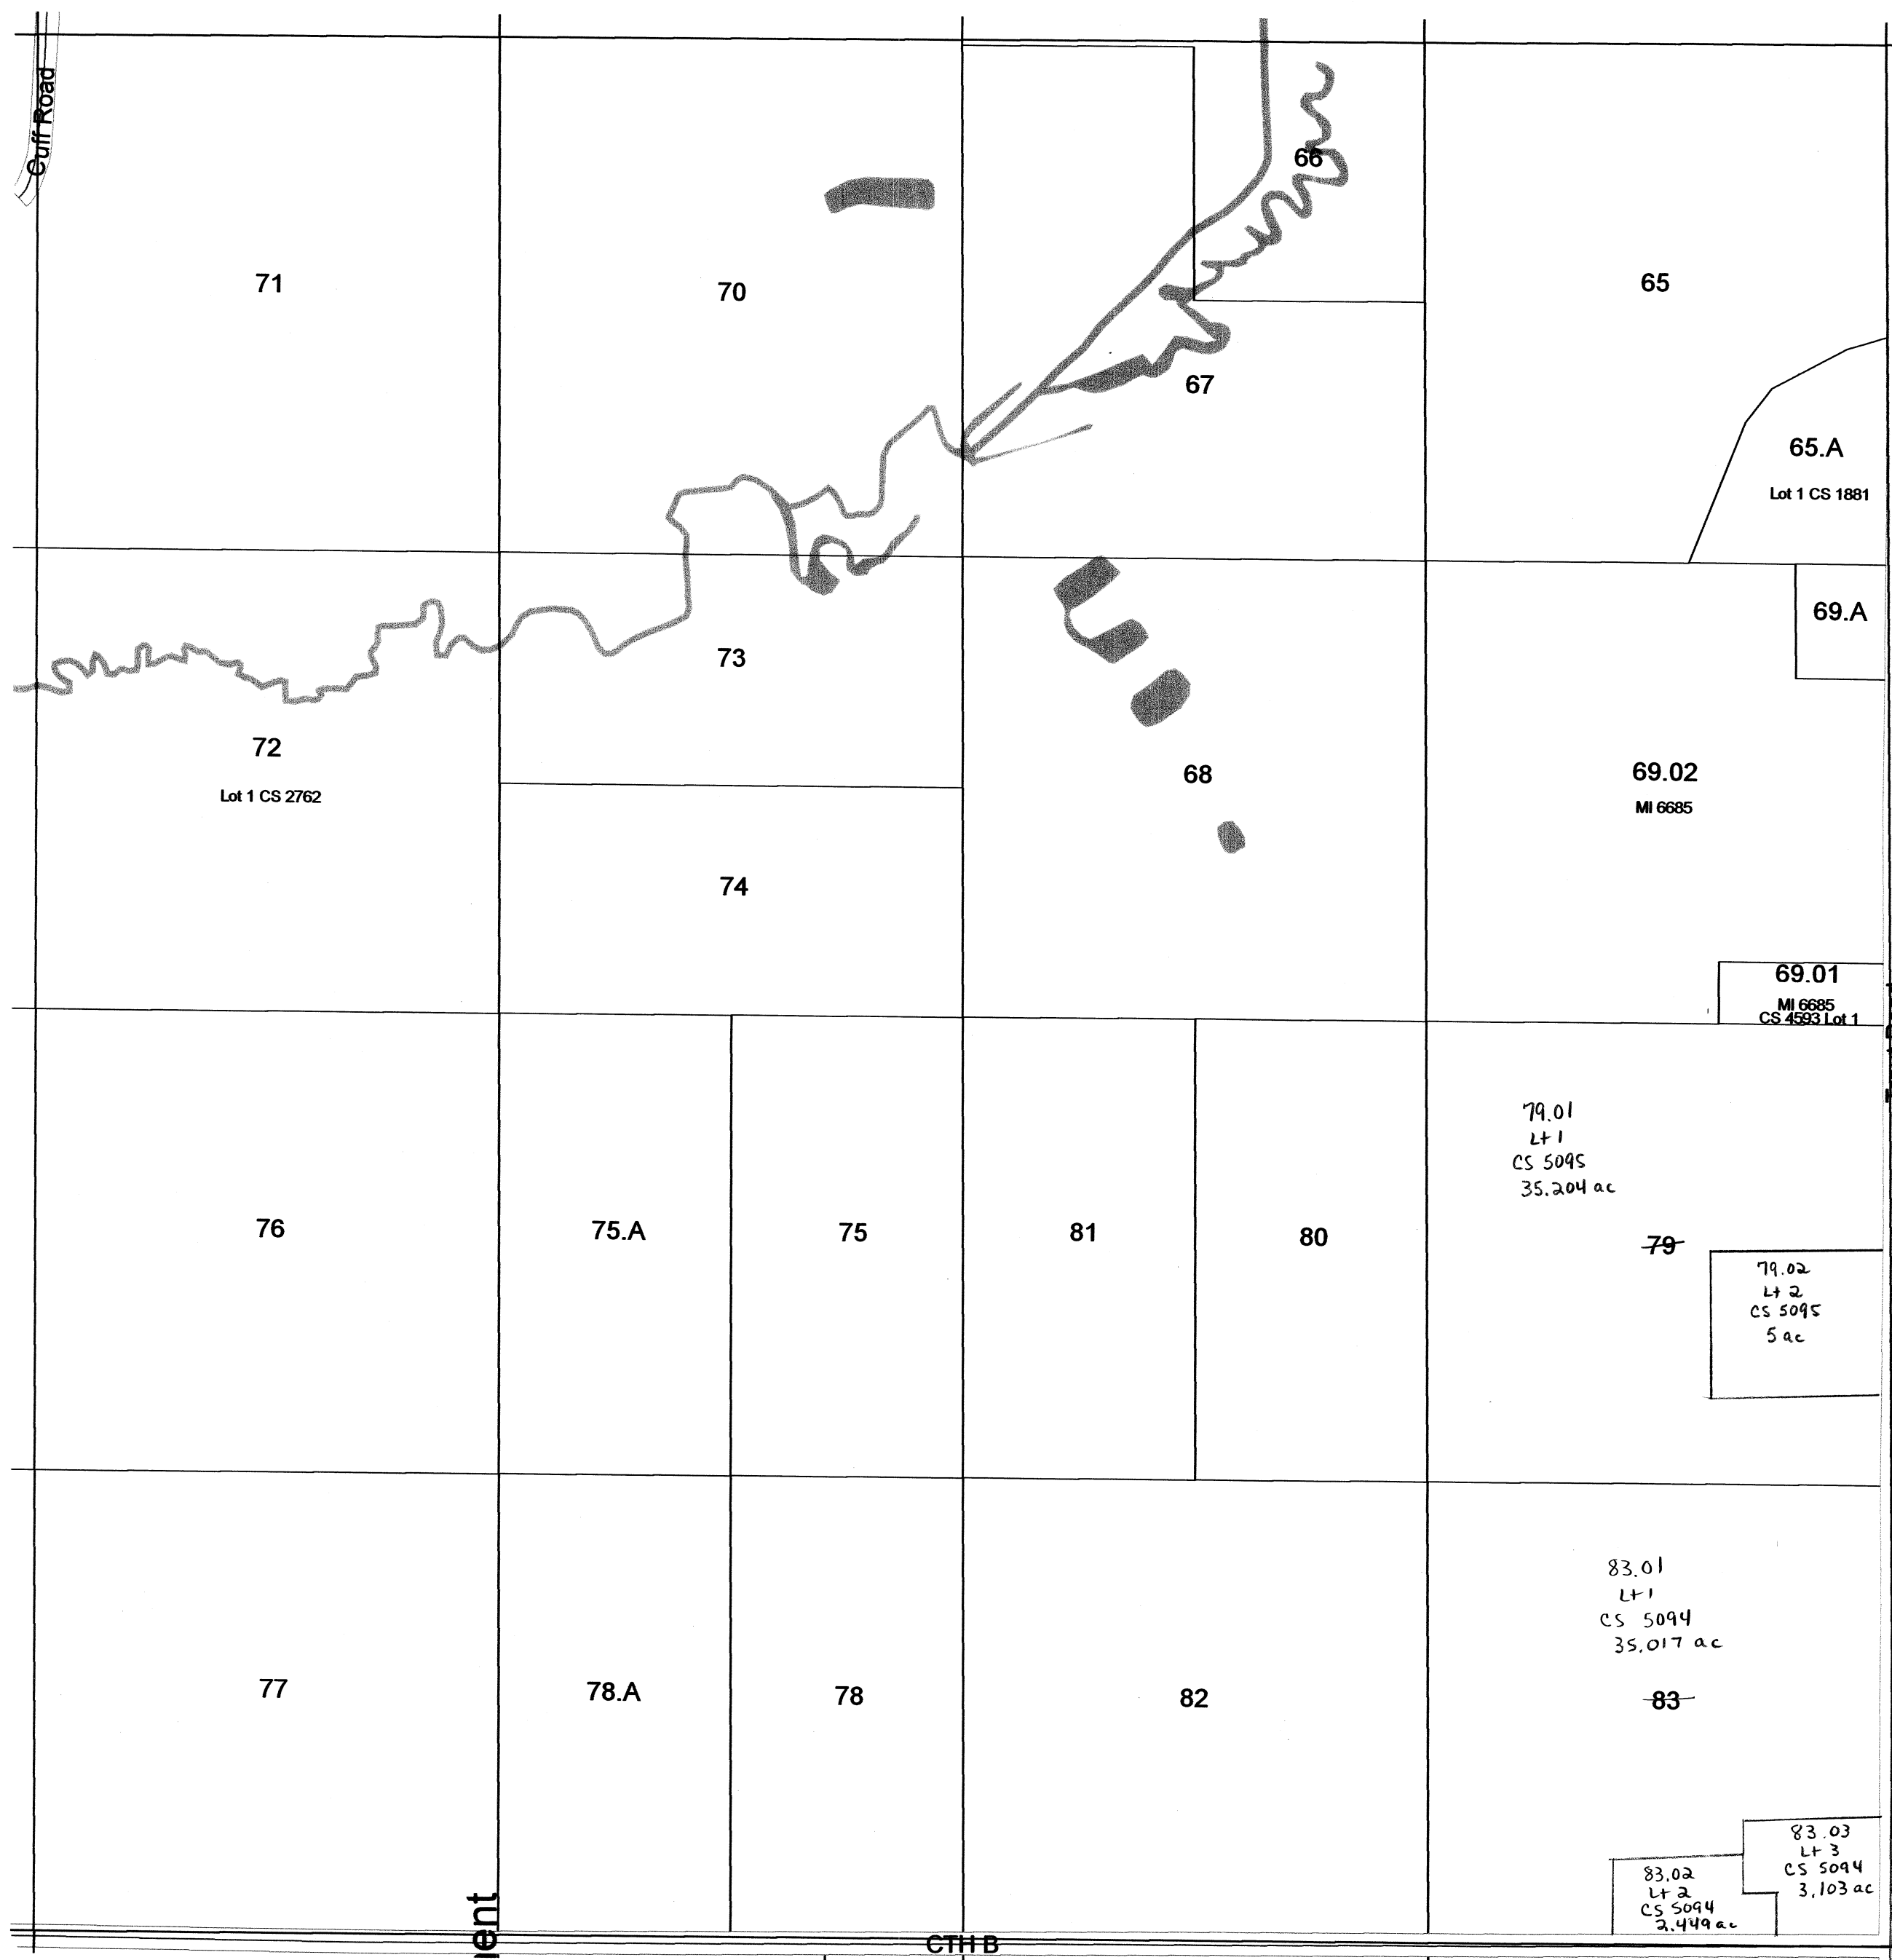 Cuff Road
66
71
70
65
67
65.A
Lot 1 CS 1881
69.A
73
72
Lot 1 CS 2762
68
69.02
MI 6685
74
69.01
MI 6685
CS 4593 Lot 1
79.01
Lt 1
CS 5095
35.204 ac
76
75.A
75
81
80
79
79.02
Lt 2
CS 5095
5 ac
83.01
Lt 1
CS 5094
35.017 ac
77
78.A
78
82
83
83.03
Lt 3
CS 5094
3.103 ac
83.02
Lt 2
CS 5094
2.449 ac
ent
CTH B